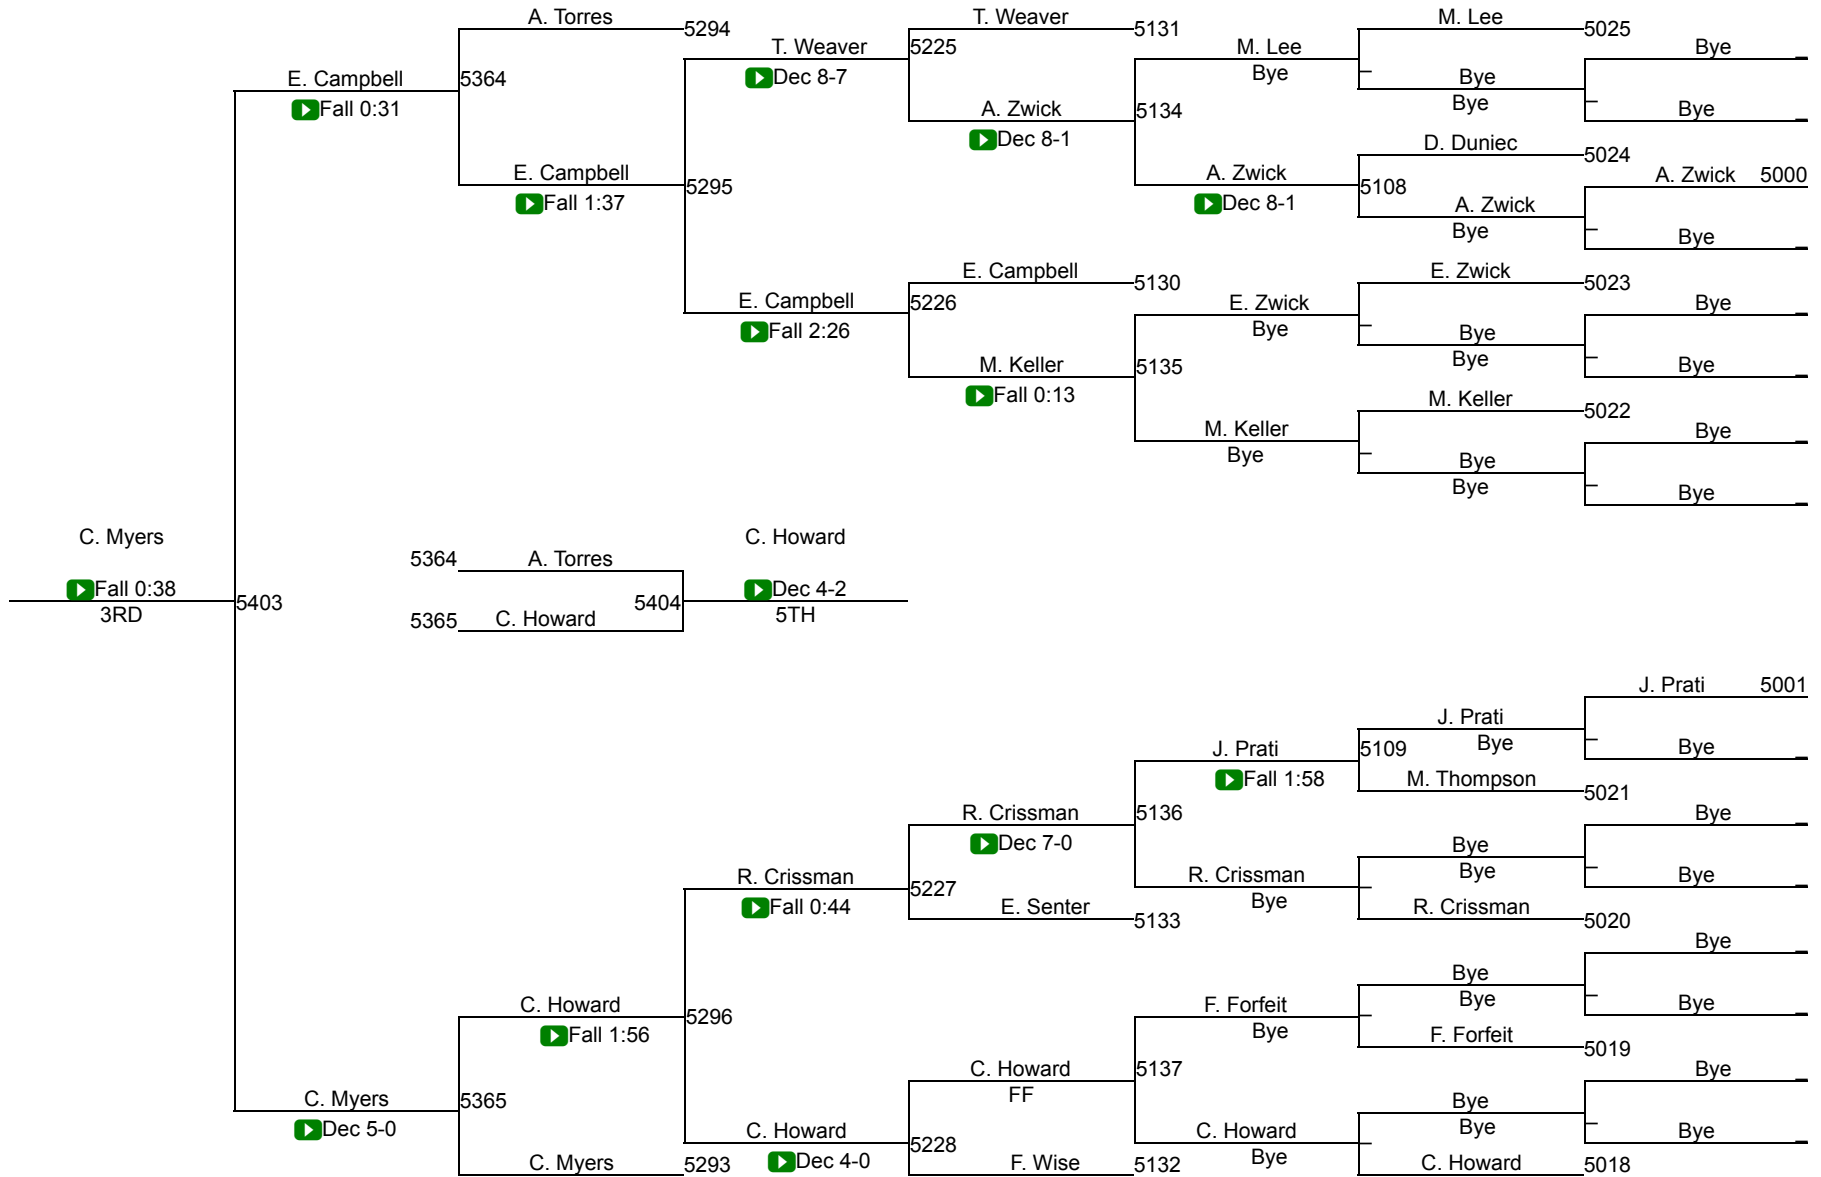 A. Torres
5294
T. Weaver
5131
M. Lee
5025
T. Weaver
5225
M. Lee
Bye
_
E. Campbell
5364
Dec 8-7
Bye
–
Bye
Fall 0:31
A. Zwick
5134
Bye
–
Bye
_
Dec 8-1
D. Duniec
5024
E. Campbell
5295
A. Zwick
5108
A. Zwick 5000
Fall 1:37
Dec 8-1
A. Zwick
Bye
–
Bye
_
E. Campbell
5130
E. Zwick
5023
E. Campbell
5226
E. Zwick
Bye
_
Fall 2:26
Bye
–
Bye
M. Keller
5135
Bye
–
Bye
_
Fall 0:13
M. Keller
5022
M. Keller
Bye
_
Bye
–
Bye
Bye
–
Bye
_
C. Myers
C. Howard
5364
A. Torres
Fall 0:38
5403
5404
Dec 4-2
3RD
5365
C. Howard
5TH
J. Prati 5001
J. Prati
J. Prati
5109
Bye
–
Bye
_
Fall 1:58
M. Thompson
5021
R. Crissman
5136
Bye
_
Dec 7-0
Bye
R. Crissman
5227
R. Crissman
–
Bye
–
Bye
_
Fall 0:44
E. Senter
5133
Bye
R. Crissman
5020
Bye
_
Bye
C. Howard
5296
F. Forfeit
–
Bye
–
Bye
_
Fall 1:56
Bye
F. Forfeit
5019
C. Howard
5137
Bye
_
FF
C. Myers
5365
Bye
Dec 5-0
C. Howard
5228
C. Howard
–
Bye
–
Bye
_
C. Myers
5293
Dec 4-0
F. Wise
5132
Bye
C. Howard
5018